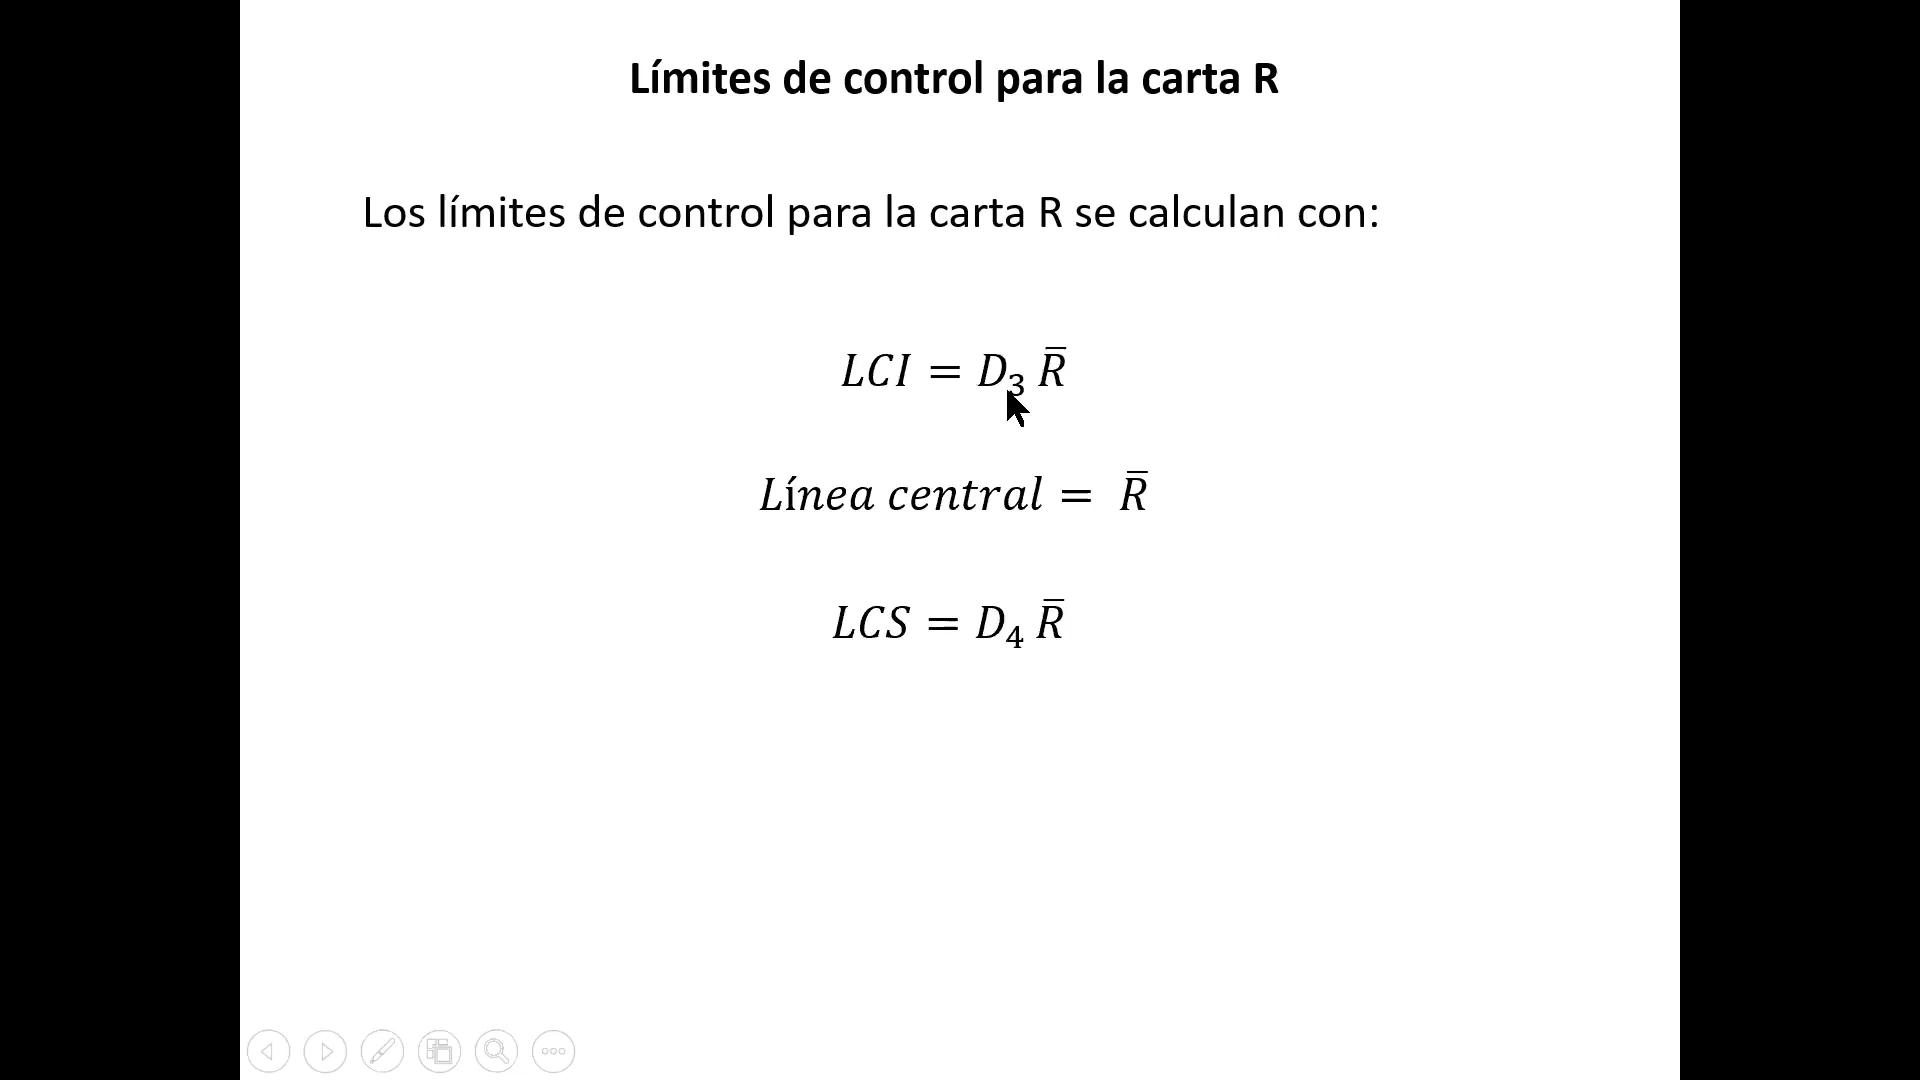 Límites de control para la carta R
Los límites de control para la carta R se calculan con:
LCI = D₃ R̅
Línea central = R̅
LCS = D₄ R̅